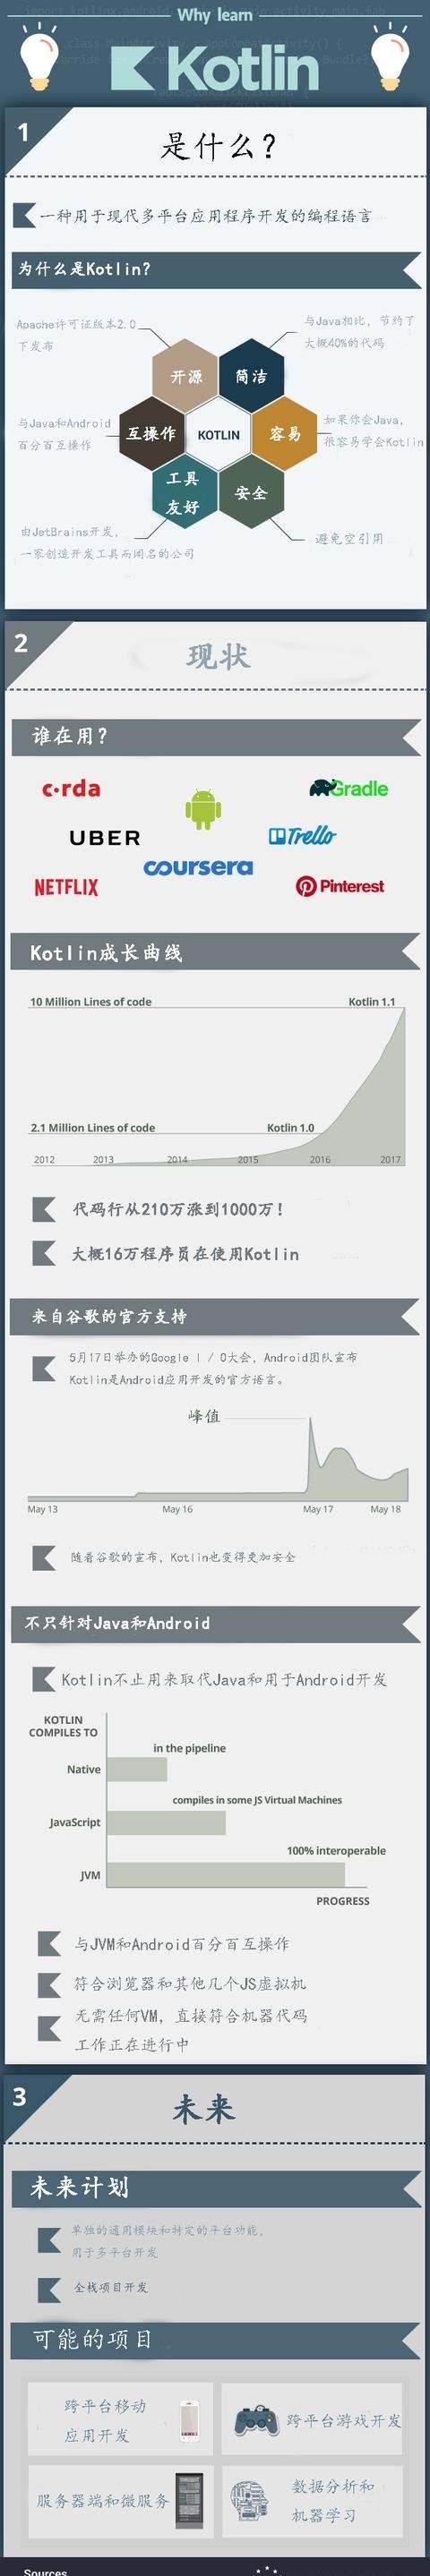 Why learn
Kotlin
1
是什么？
一种用于现代多平台应用程序开发的编程语言
为什么是Kotlin?
Apache许可证版本2.0
下发布
与Java相比，节约了
大概40%的代码
开源
简洁
与Java和Android
百分百互操作
互操作
KOTLIN
容易
如果你会Java,
很容易学会Kotlin
工具
友好
安全
由JetBrains开发，
一家创造开发工具而闻名的公司
避免空引用
2
现状
谁在用?
c·rda
Gradle
UBER
Trello
coursera
NETFLIX
Pinterest
Kotlin成长曲线
10 Million Lines of code
Kotlin 1.1
2.1 Million Lines of code
Kotlin 1.0
2012 2013 2014 2015 2016 2017
代码行从210万涨到1000万!
大概16万程序员在使用Kotlin
来自谷歌的官方支持
5月17日举办的Google I / O大会，Android团队宣布
Kotlin是Android应用开发的官方语言。
峰值
May 13 May 16 May 17 May 18
随着谷歌的宣布，Kotlin也变得更加安全
不只针对Java和Android
Kotlin不止用来取代Java和用于Android开发
KOTLIN
COMPILES TO
in the pipeline
Native
compiles in some JS Virtual Machines
JavaScript
100% interoperable
JVM
PROGRESS
与JVM和Android百分百互操作
符合浏览器和其他几个JS虚拟机
无需任何VM，直接符合机器代码
工作正在进行中
3
未来
未来计划
单独的通用模块和特定的平台功能，
用于多平台开发
全栈项目开发
可能的项目
跨平台移动
应用开发
跨平台游戏开发
服务器端和微服务
数据分析和
机器学习
Sources